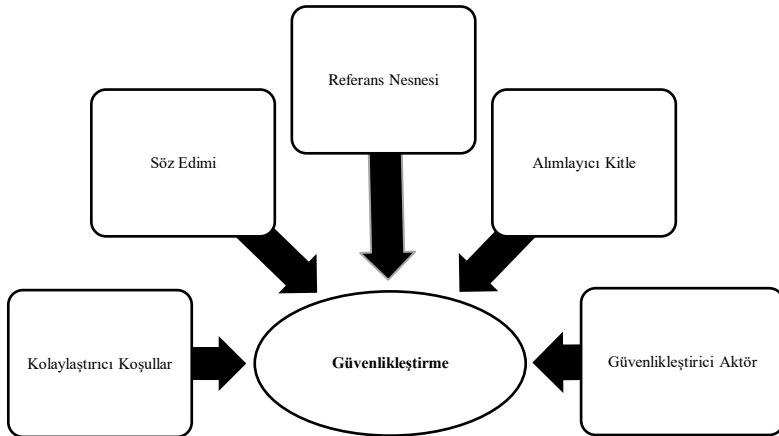 Referans Nesnesi
Söz Edimi
Alımlayıcı Kitle
Kolaylaştırıcı Koşullar
Güvenlikleştirme
Güvenlikleştirici Aktör